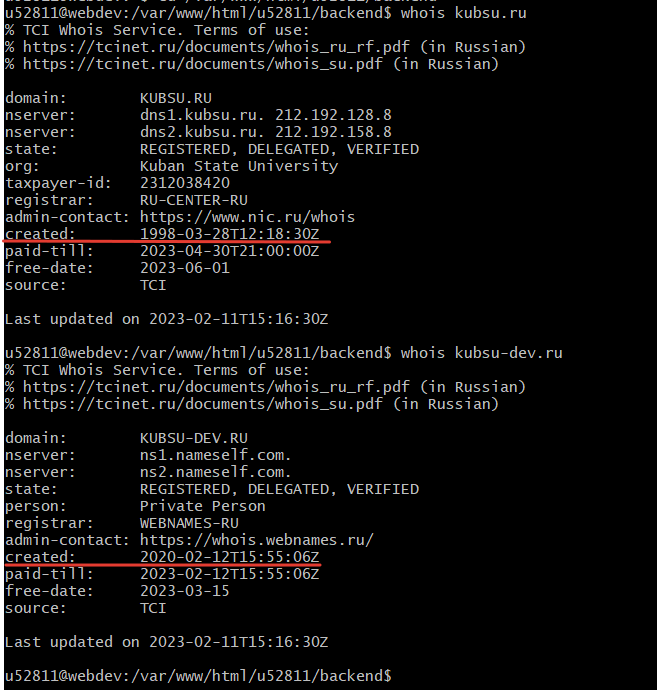 u52811@webdev:/var/www/html/u52811/backend$ whois kubsu.ru
% TCI Whois Service. Terms of use:
% https://tcinet.ru/documents/whois_ru_rf.pdf (in Russian)
% https://tcinet.ru/documents/whois_su.pdf (in Russian)

domain:        KUBSU.RU
nserver:       dns1.kubsu.ru. 212.192.128.8
nserver:       dns2.kubsu.ru. 212.192.158.8
state:         REGISTERED, DELEGATED, VERIFIED
org:           Kuban State University
taxpayer-id:   2312038420
registrar:     RU-CENTER-RU
admin-contact: https://www.nic.ru/whois
created:       1998-03-28T12:18:30Z
paid-till:     2023-04-30T21:00:00Z
free-date:     2023-06-01
source:        TCI

Last updated on 2023-02-11T15:16:30Z

u52811@webdev:/var/www/html/u52811/backend$ whois kubsu-dev.ru
% TCI Whois Service. Terms of use:
% https://tcinet.ru/documents/whois_ru_rf.pdf (in Russian)
% https://tcinet.ru/documents/whois_su.pdf (in Russian)

domain:        KUBSU-DEV.RU
nserver:       ns1.nameself.com.
nserver:       ns2.nameself.com.
state:         REGISTERED, DELEGATED, VERIFIED
person:        Private Person
registrar:     WEBNAMES-RU
admin-contact: https://whois.webnames.ru/
created:       2020-02-12T15:55:06Z
paid-till:     2023-02-12T15:55:06Z
free-date:     2023-03-15
source:        TCI

Last updated on 2023-02-11T15:16:30Z

u52811@webdev:/var/www/html/u52811/backend$